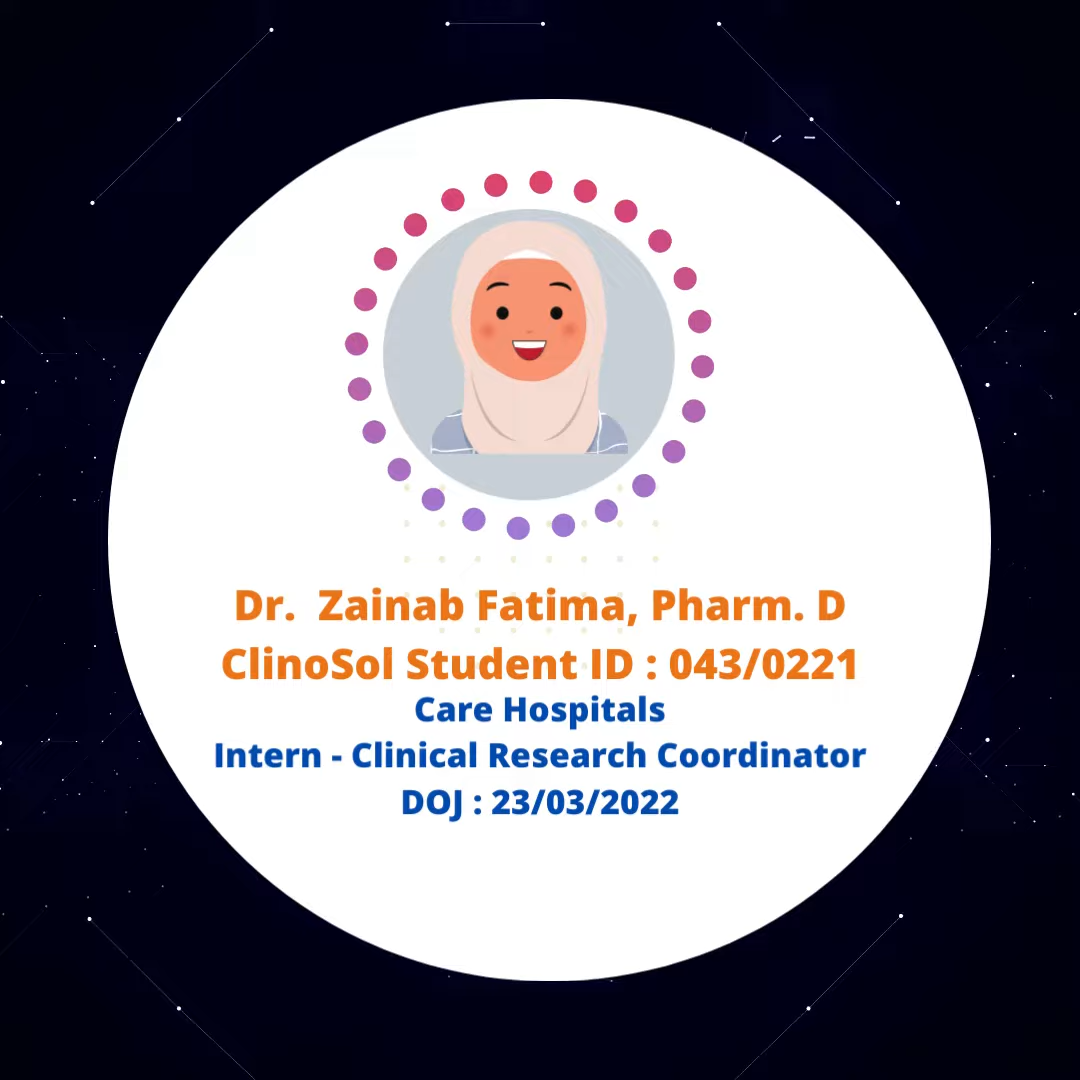 Dr. Zainab Fatima, Pharm. D
ClinoSol Student ID : 043/0221
Care Hospitals
Intern - Clinical Research Coordinator
DOJ : 23/03/2022